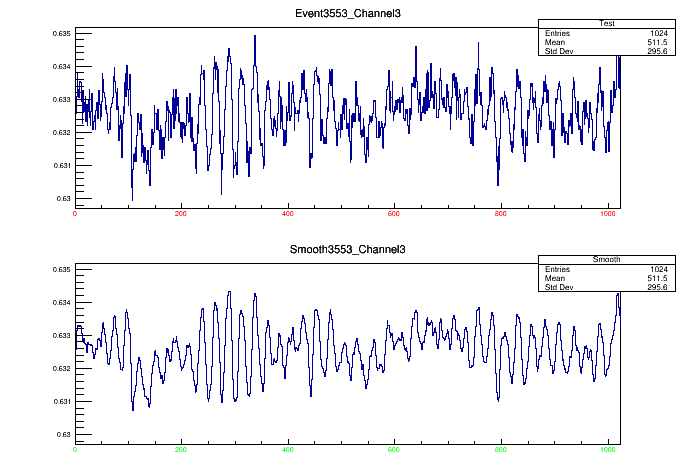 Event3553_Channel3
Test
Entries 1024
Mean 511.5
Std Dev 295.6
0.635
0.634
0.633
0.632
0.631
0.63
0 200 400 600 800 1000
Smooth3553_Channel3
Smooth
Entries 1024
Mean 511.5
Std Dev 295.6
0.635
0.634
0.633
0.632
0.631
0.63
0 200 400 600 800 1000